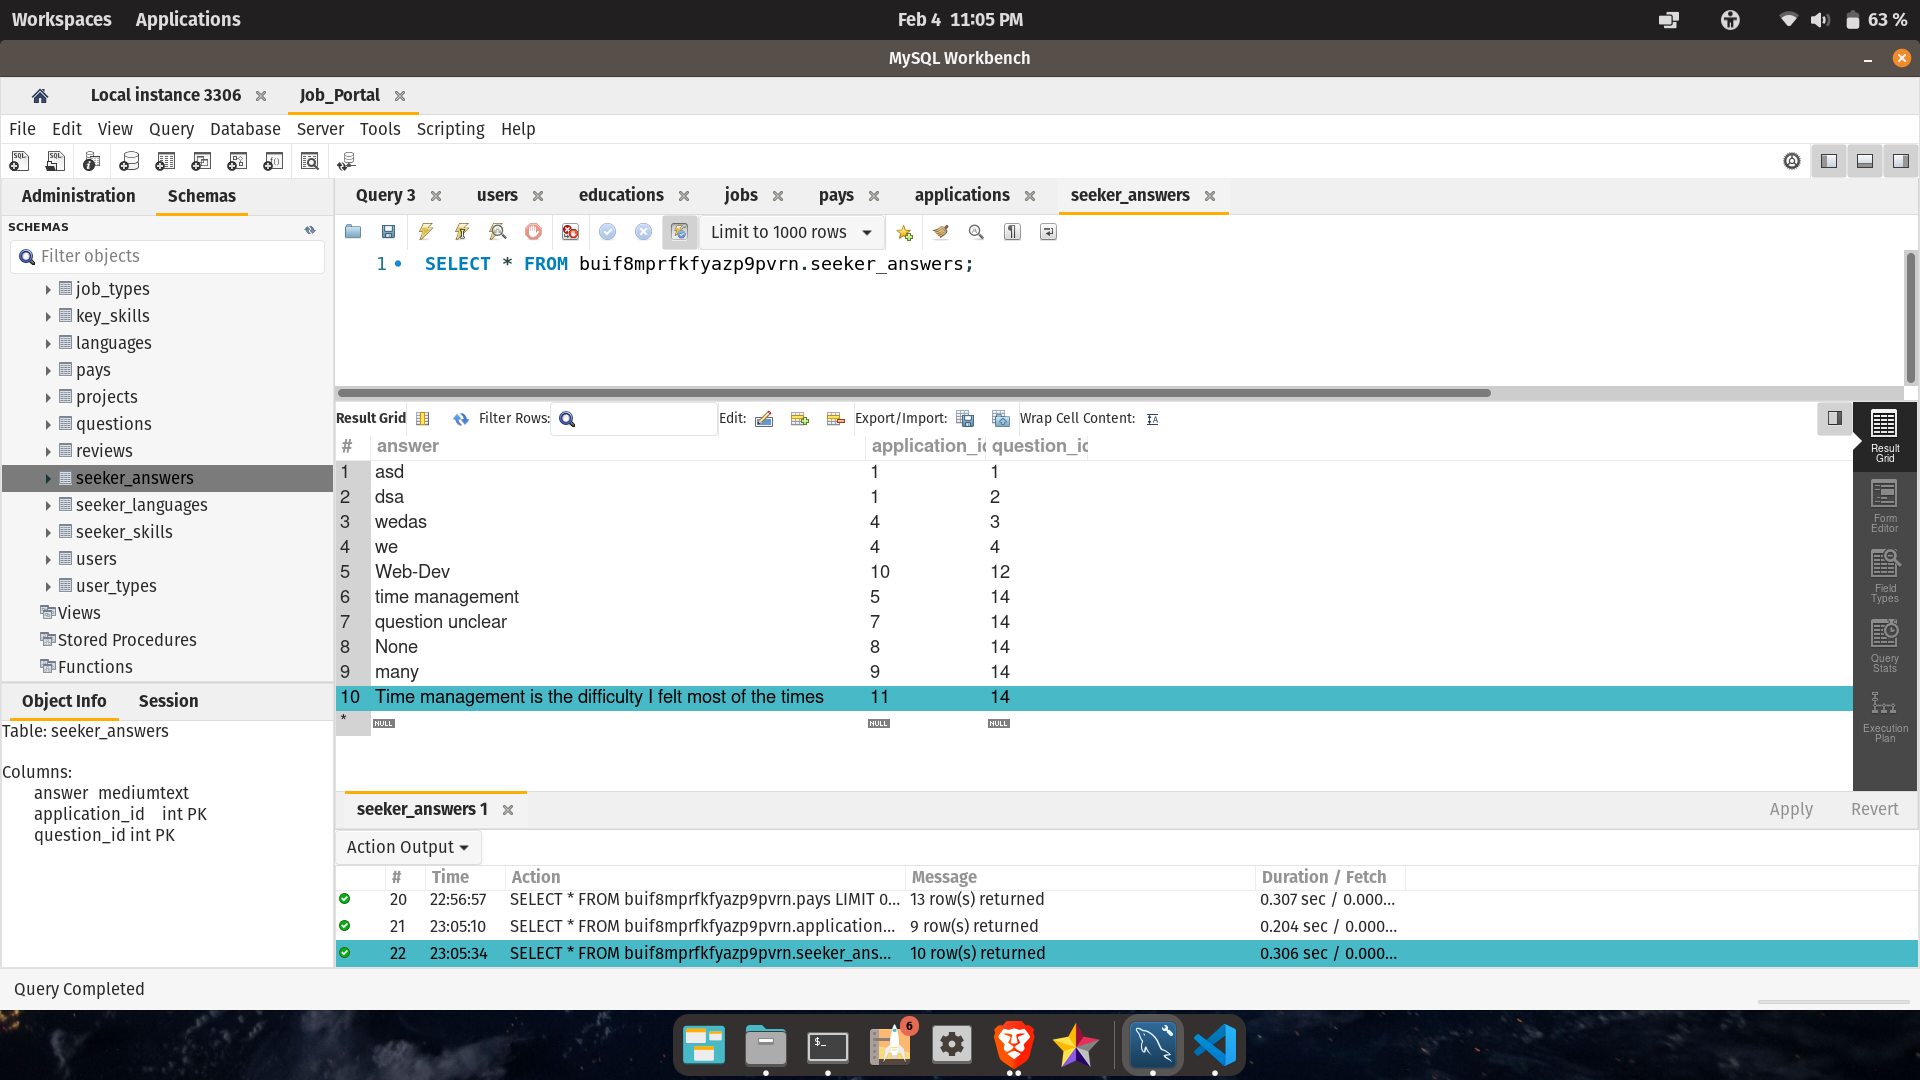 Workspaces Applications Feb 4 11:05 PM 63 %
MySQL Workbench
Local instance 3306 Job_Portal
File Edit View Query Database Server Tools Scripting Help
Administration Schemas
Query 3 users educations jobs pays applications seeker_answers
SCHEMAS
Filter objects
Limit to 1000 rows
1 SELECT * FROM buif8mprfkfyazp9pvrn.seeker_answers;
job_types
key_skills
languages
pays
projects
questions
reviews
seeker_answers
seeker_languages
seeker_skills
users
user_types
Views
Stored Procedures
Functions
Result Grid Filter Rows: Edit: Export/Import: Wrap Cell Content:
# answer application_id question_id
1 asd 1 1
2 dsa 1 2
3 wedas 4 3
4 we 4 4
5 Web-Dev 10 12
6 time management 5 14
7 question unclear 7 14
8 None 8 14
9 many 9 14
10 Time management is the difficulty I felt most of the times 11 14
* NULL NULL NULL
Result
Grid
Form
Editor
Field
Types
Query
Stats
Execution
Plan
Object Info Session
Table: seeker_answers
Columns:
answer mediumtext
application_id int PK
question_id int PK
seeker_answers 1 Apply Revert
Action Output
# Time Action Message Duration / Fetch
20 22:56:57 SELECT * FROM buif8mprfkfyazp9pvrn.pays LIMIT 0... 13 row(s) returned 0.307 sec / 0.000...
21 23:05:10 SELECT * FROM buif8mprfkfyazp9pvrn.application... 9 row(s) returned 0.204 sec / 0.000...
22 23:05:34 SELECT * FROM buif8mprfkfyazp9pvrn.seeker_ans... 10 row(s) returned 0.306 sec / 0.000...
Query Completed
6